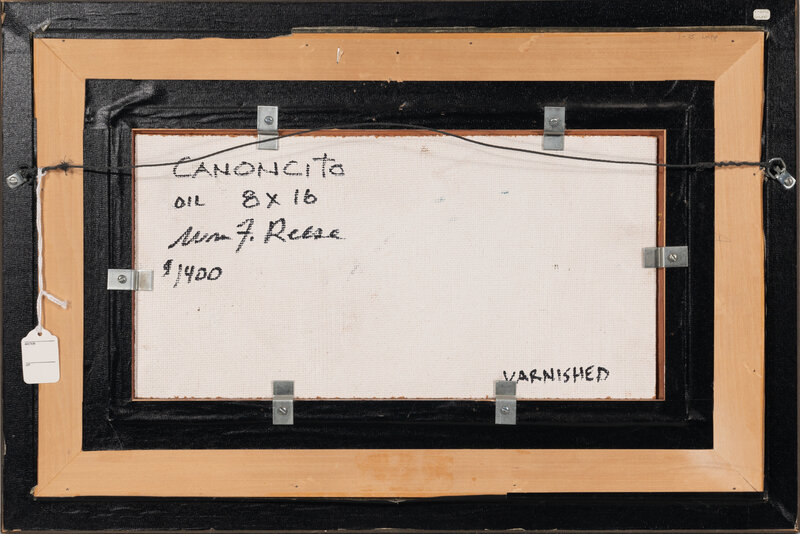 CANONCITO
OIL 8 X 16
Wm F. Reese
$1400
VARNISHED